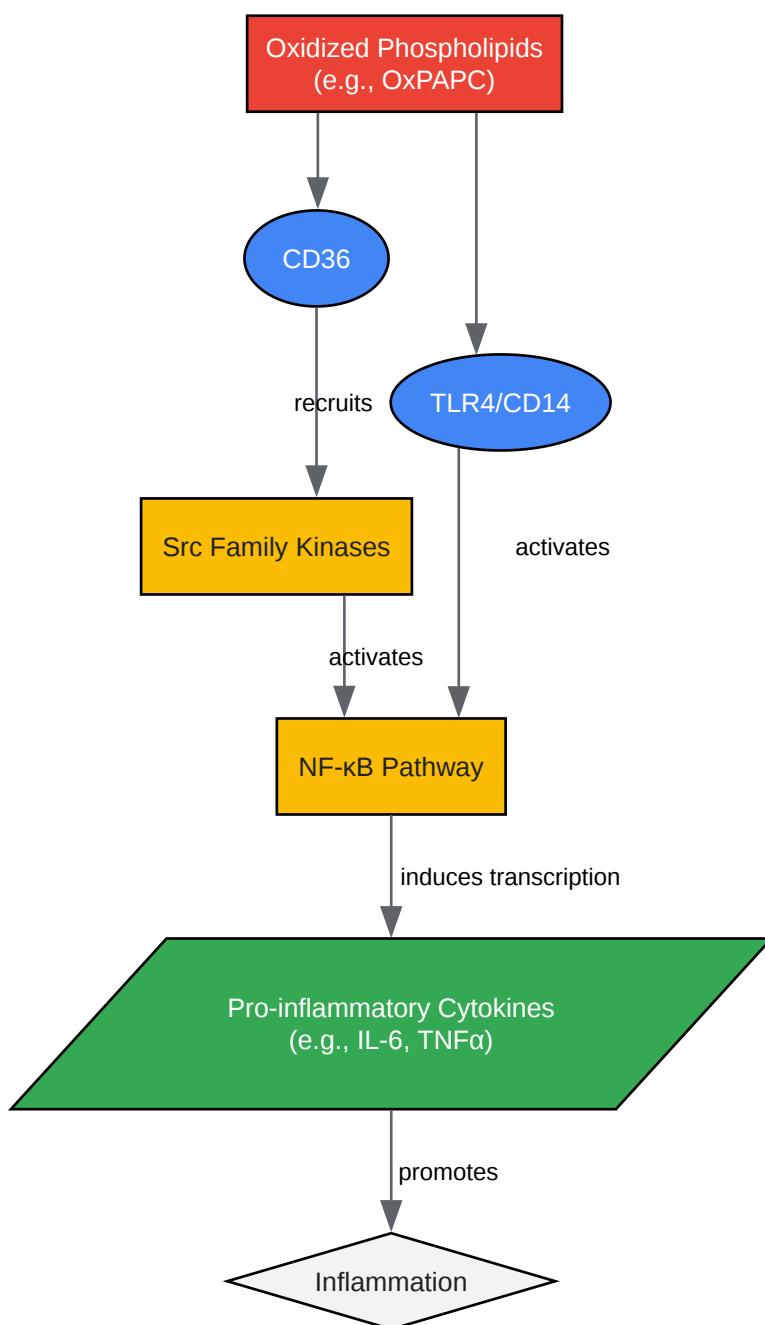 Oxidized Phospholipids
(e.g., OxPAPC)
CD36
TLR4/CD14
recruits
Src Family Kinases
activates
activates
NF-κB Pathway
induces transcription
Pro-inflammatory Cytokines
(e.g., IL-6, TNFα)
promotes
Inflammation